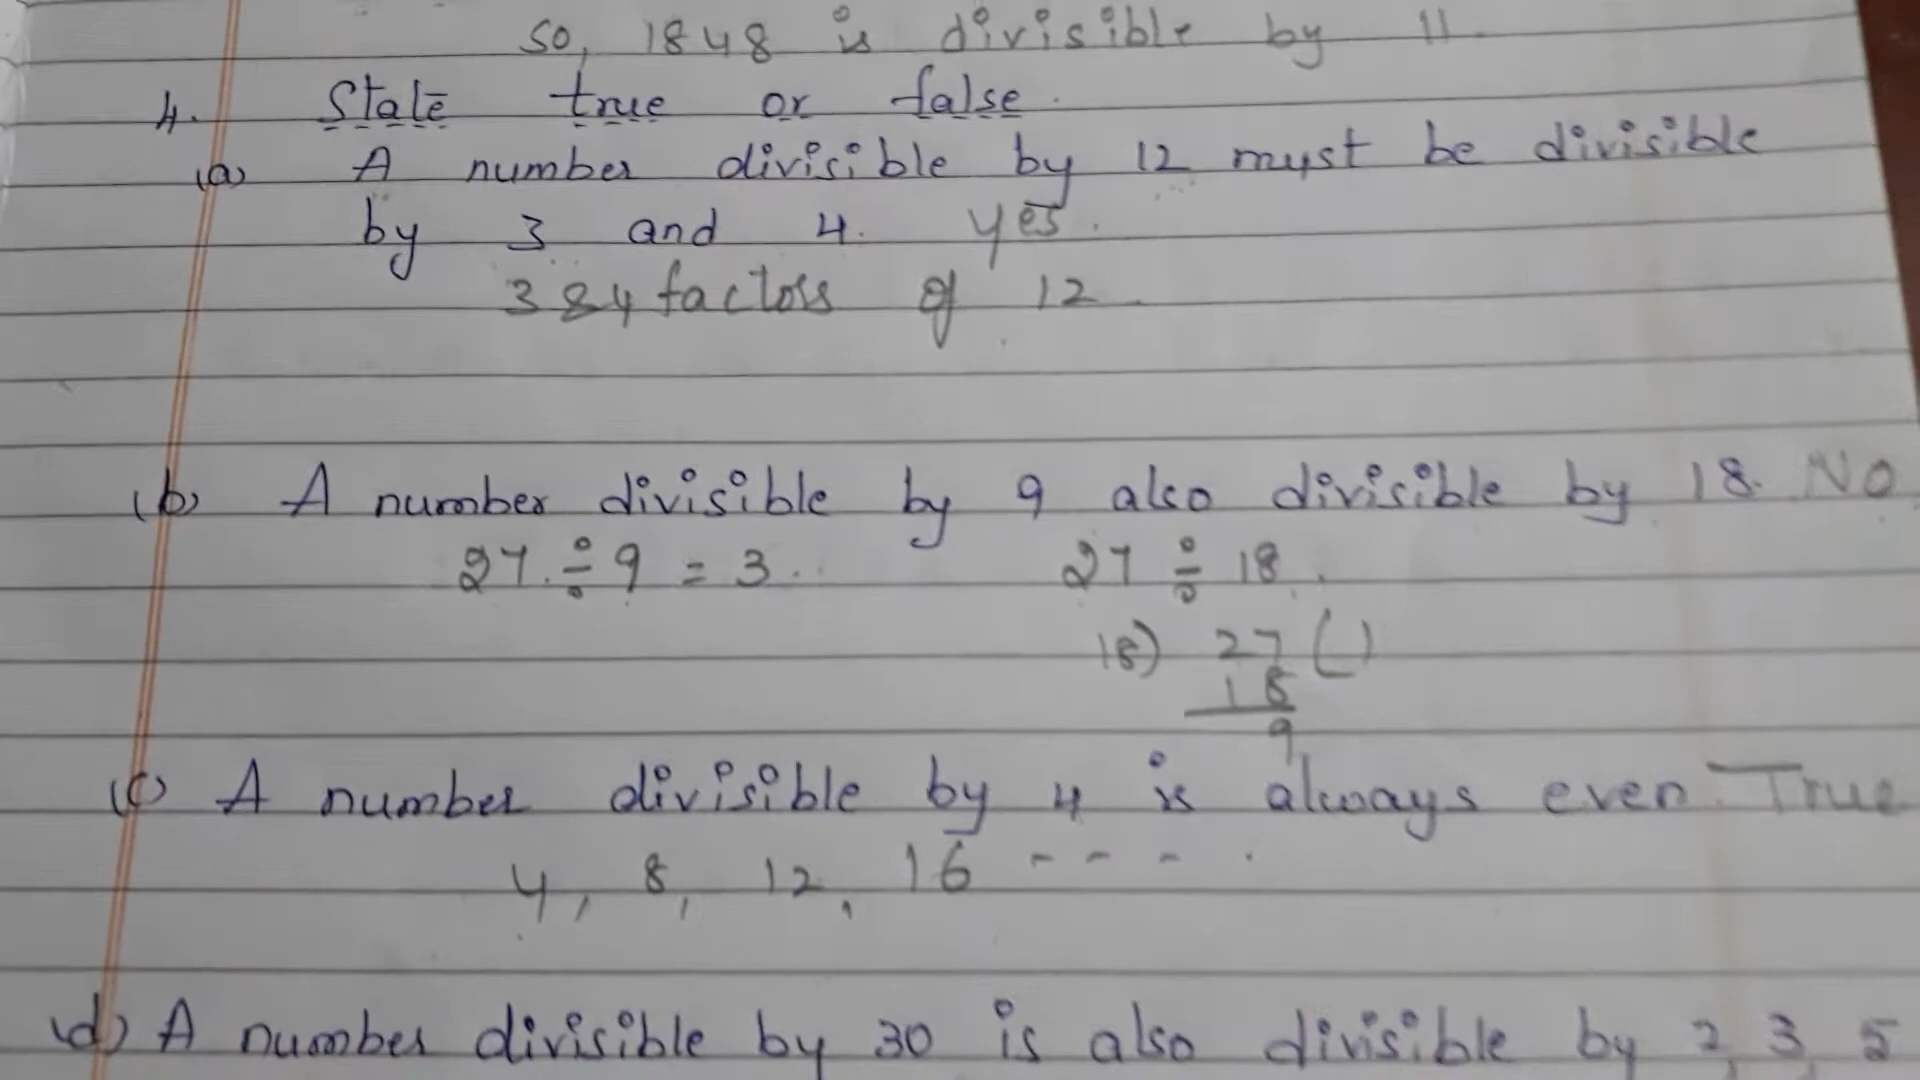 So, 1848 is divisible by 11.
4. State true or false.
(a) A number divisible by 12 must be divisible
by 3 and 4. yes.
3 & 4 factors of 12.
(b) A number divisible by 9 also divisible by 18. No
27 ÷ 9 = 3. 27 ÷ 18.
18) 27 (1
18
9
(c) A number divisible by 4 is always even True
4, 8, 12, 16 - - - .
(d) A number divisible by 30 is also divisible by 2, 3, 5